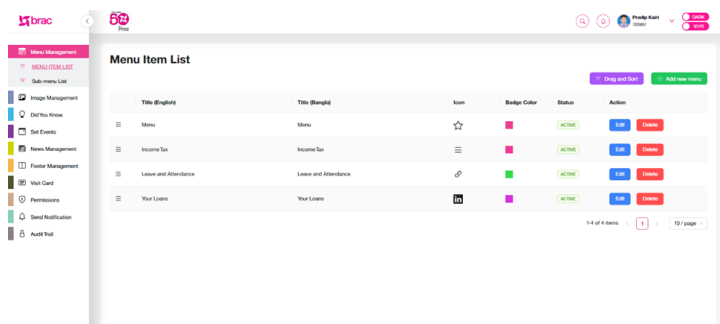 brac
50
Pradip Kairi
DARK
বাংলা
Menu Management
MENU ITEM LIST
Sub-menu List
Image Management
Did You Know
Set Events
News Management
Footer Management
Visit Card
Permissions
Send Notification
Audit Trail
Menu Item List
Drag and Sort
+ Add new menu
Title (English) Title (Bangla) Icon Badge Color Status Action
Menu Menu ACTIVE Edit Delete
Income Tax Income Tax ACTIVE Edit Delete
Leave and Attendance Leave and Attendance ACTIVE Edit Delete
Your Loans Your Loans in ACTIVE Edit Delete
1-4 of 4 items < 1 > 10 / page